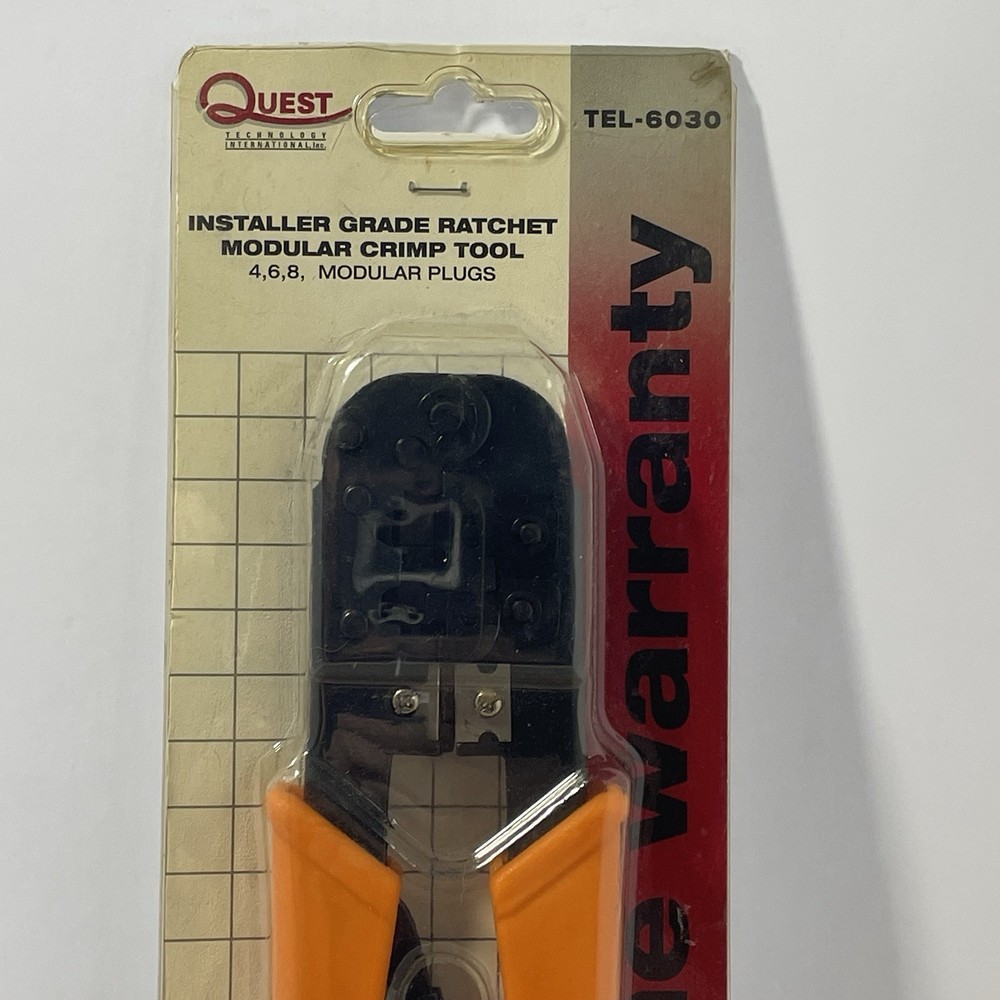 QUEST
TECHNOLOGY
INTERNATIONAL, Inc.
TEL-6030
INSTALLER GRADE RATCHET
MODULAR CRIMP TOOL
4,6,8, MODULAR PLUGS
warranty